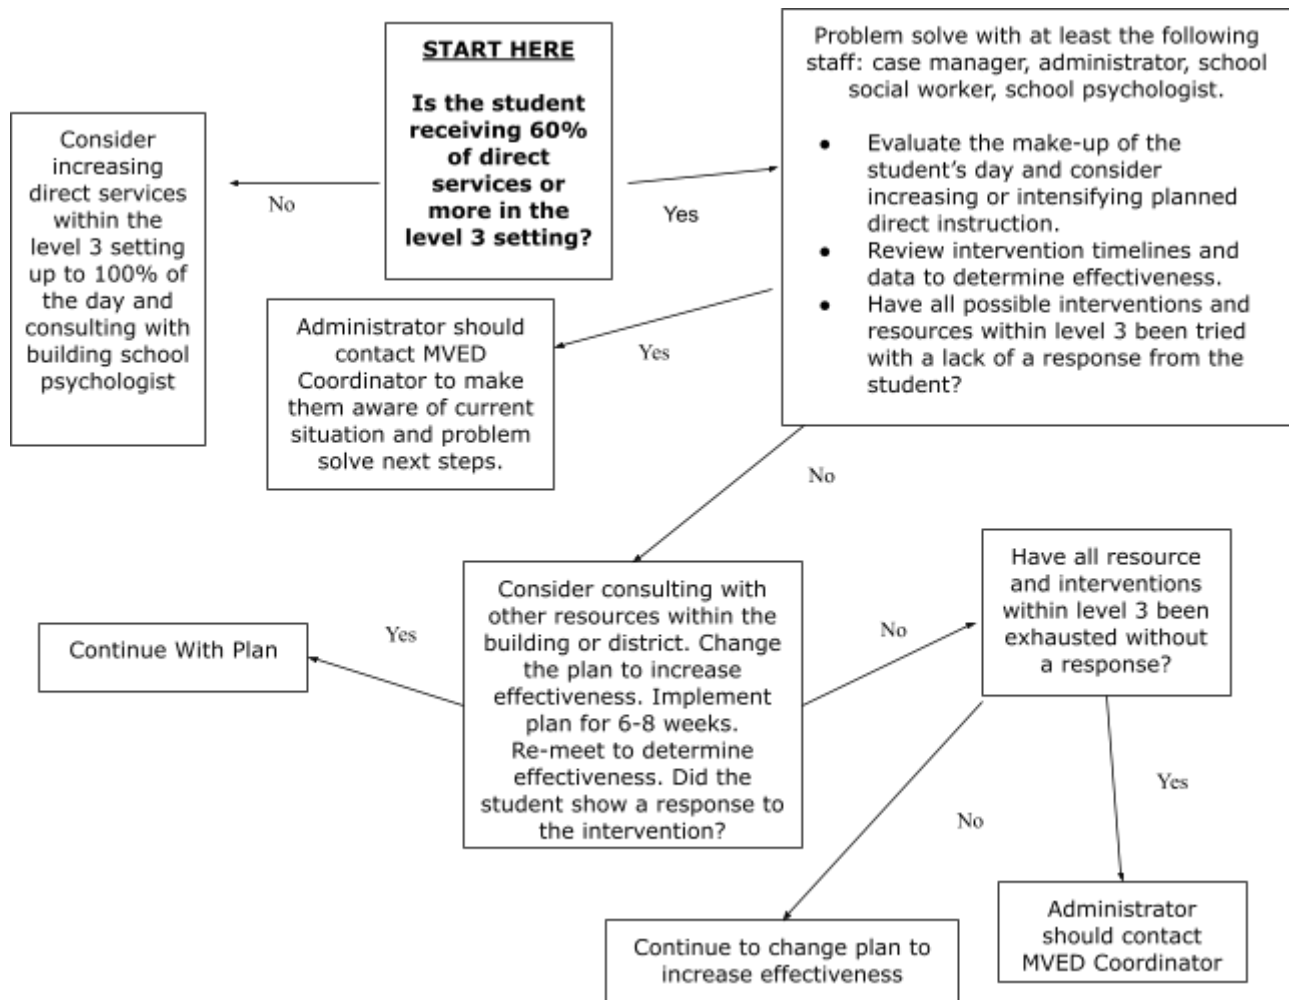 START HERE
Is the student
receiving 60%
of direct
services or
more in the
level 3 setting?
No
Yes
Consider
increasing
direct services
within the
level 3 setting
up to 100% of
the day and
consulting with
building school
psychologist
Problem solve with at least the following
staff: case manager, administrator, school
social worker, school psychologist.
● Evaluate the make-up of the
student’s day and consider
increasing or intensifying planned
direct instruction.
● Review intervention timelines and
data to determine effectiveness.
● Have all possible interventions and
resources within level 3 been tried
with a lack of a response from the
student?
Yes
Administrator should
contact MVED
Coordinator to make
them aware of current
situation and problem
solve next steps.
No
Consider consulting with
other resources within the
building or district. Change
the plan to increase
effectiveness. Implement
plan for 6-8 weeks.
Re-meet to determine
effectiveness. Did the
student show a response to
the intervention?
Yes
Continue With Plan
No
Have all resource
and interventions
within level 3 been
exhausted without
a response?
No
Yes
Continue to change plan to
increase effectiveness
Administrator
should contact
MVED Coordinator